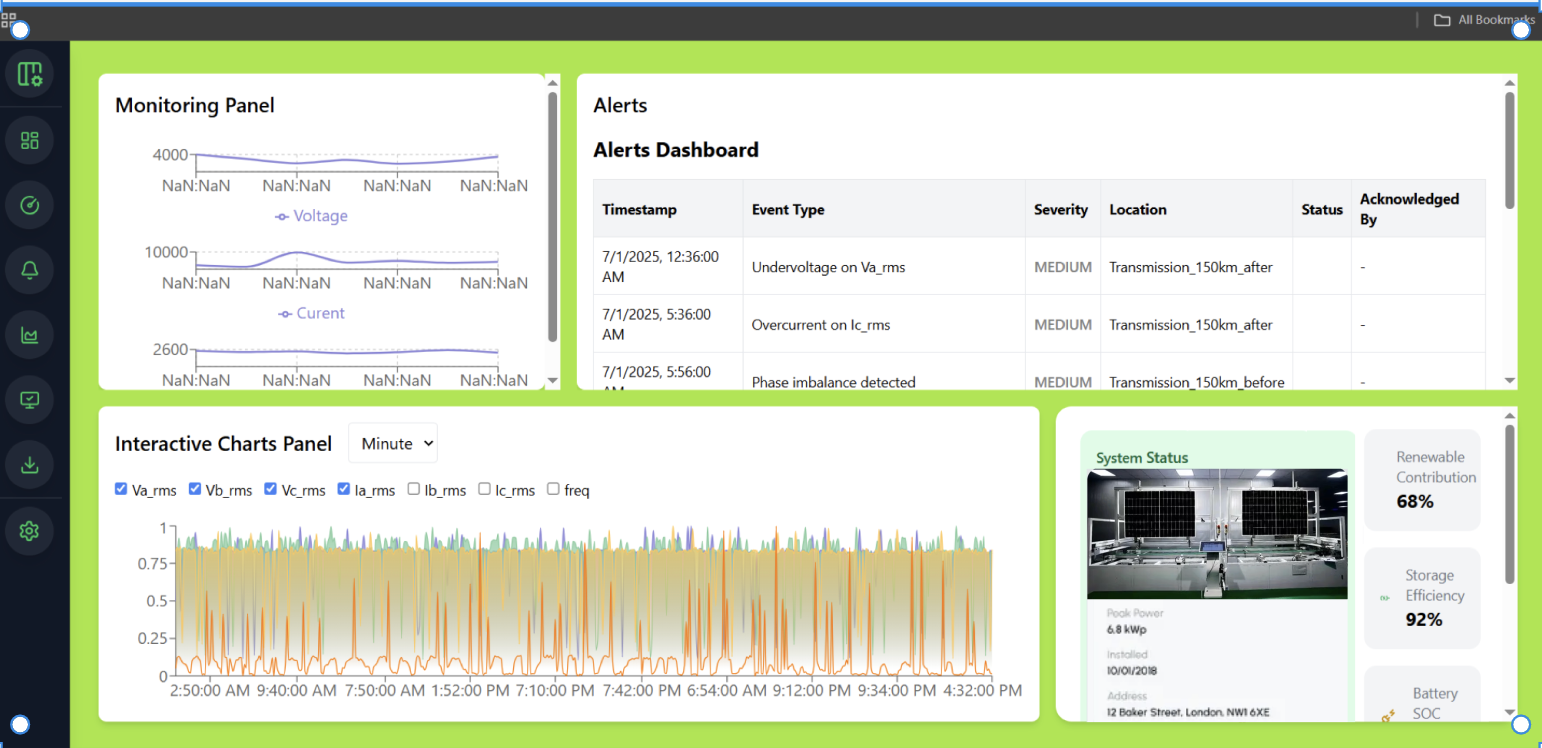 All Bookmarks
Monitoring Panel
4000
NaN:NaN NaN:NaN NaN:NaN NaN:NaN
Voltage
10000
NaN:NaN NaN:NaN NaN:NaN NaN:NaN
Curent
2600
NaN:NaN NaN:NaN NaN:NaN NaN:NaN
Alerts
Alerts Dashboard
Timestamp Event Type Severity Location Status Acknowledged By
7/1/2025, 12:36:00 AM Undervoltage on Va_rms MEDIUM Transmission_150km_after -
7/1/2025, 5:36:00 AM Overcurrent on Ic_rms MEDIUM Transmission_150km_after -
7/1/2025, 5:56:00 AM Phase imbalance detected MEDIUM Transmission_150km_before -
Interactive Charts Panel Minute
Va_rms Vb_rms Vc_rms Ia_rms Ib_rms Ic_rms freq
1
0.75
0.5
0.25
0
2:50:00 AM 9:40:00 AM 7:50:00 AM 1:52:00 PM 7:10:00 PM 7:42:00 PM 6:54:00 AM 9:12:00 PM 9:34:00 PM 4:32:00 PM
System Status
Peak Power
6.8 kWp
Installed
10/01/2018
Address
12 Baker Street, London, NW1 6XE
Renewable
Contribution
68%
Storage
Efficiency
92%
Battery
SOC